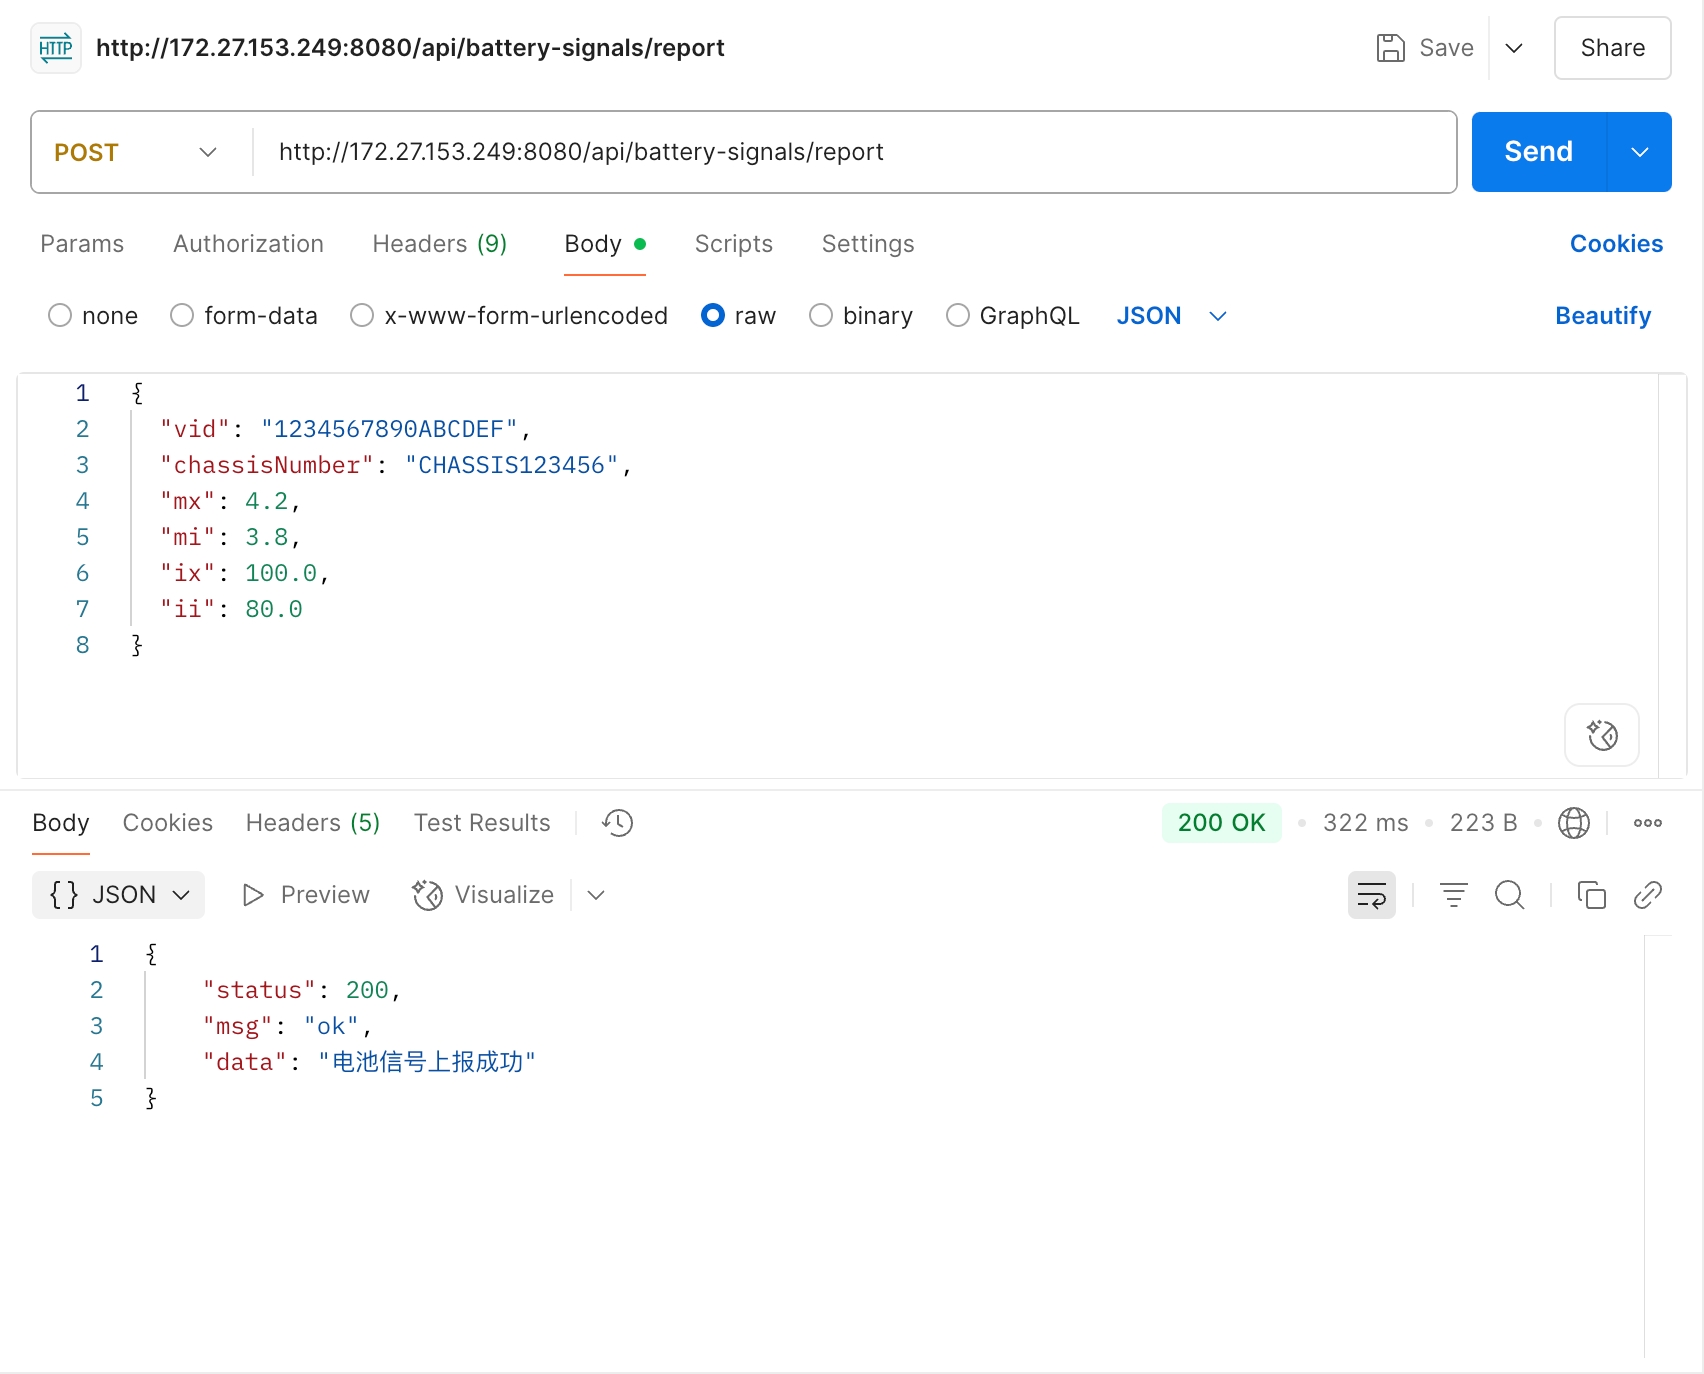 HTTP http://172.27.153.249:8080/api/battery-signals/report Save Share
POST http://172.27.153.249:8080/api/battery-signals/report Send
Params Authorization Headers (9) Body Scripts Settings Cookies
none form-data x-www-form-urlencoded raw binary GraphQL JSON Beautify
1 {
2 "vid": "1234567890ABCDEF",
3 "chassisNumber": "CHASSIS123456",
4 "mx": 4.2,
5 "mi": 3.8,
6 "ix": 100.0,
7 "ii": 80.0
8 }
Body Cookies Headers (5) Test Results 200 OK 322 ms 223 B
{} JSON Preview Visualize
1 {
2 "status": 200,
3 "msg": "ok",
4 "data": "电池信号上报成功"
5 }